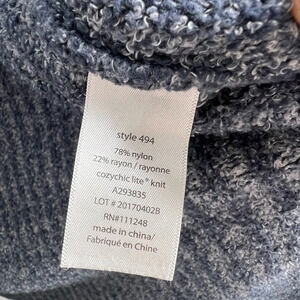 style 494
78% nylon
22% rayon / rayonne
cozychic lite® knit
A293835
LOT # 20170402B
RN#111248
made in china/
Fabriqué en Chine